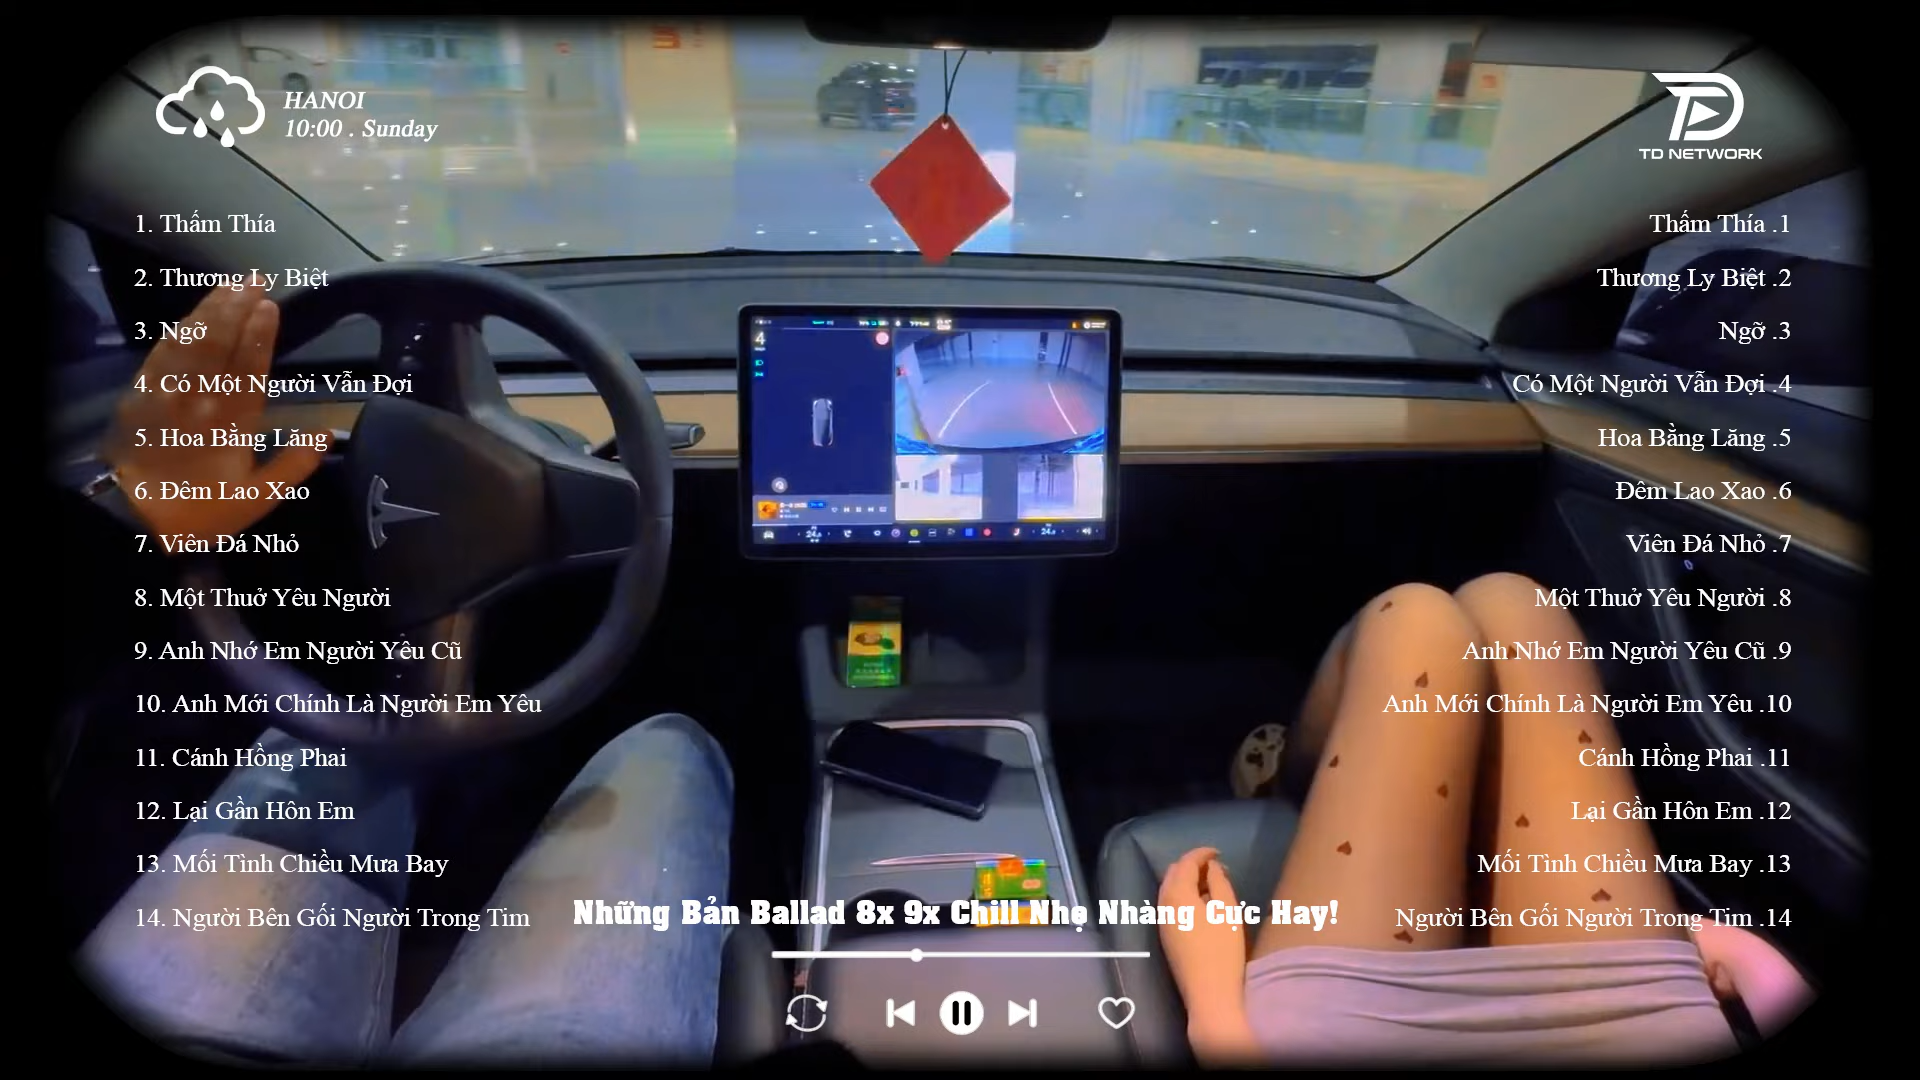 HANOI
10:00 . Sunday
TD NETWORK
1. Thấm Thía
2. Thương Ly Biệt
3. Ngỡ
4. Có Một Người Vẫn Đợi
5. Hoa Bằng Lăng
6. Đêm Lao Xao
7. Viên Đá Nhỏ
8. Một Thuở Yêu Người
9. Anh Nhớ Em Người Yêu Cũ
10. Anh Mới Chính Là Người Em Yêu
11. Cánh Hồng Phai
12. Lại Gần Hôn Em
13. Mối Tình Chiều Mưa Bay
14. Người Bên Gối Người Trong Tim
Thấm Thía .1
Thương Ly Biệt .2
Ngỡ .3
Có Một Người Vẫn Đợi .4
Hoa Bằng Lăng .5
Đêm Lao Xao .6
Viên Đá Nhỏ .7
Một Thuở Yêu Người .8
Anh Nhớ Em Người Yêu Cũ .9
Anh Mới Chính Là Người Em Yêu .10
Cánh Hồng Phai .11
Lại Gần Hôn Em .12
Mối Tình Chiều Mưa Bay .13
Người Bên Gối Người Trong Tim .14
4
Những Bản Ballad 8x 9x Chill Nhẹ Nhàng Cực Hay!